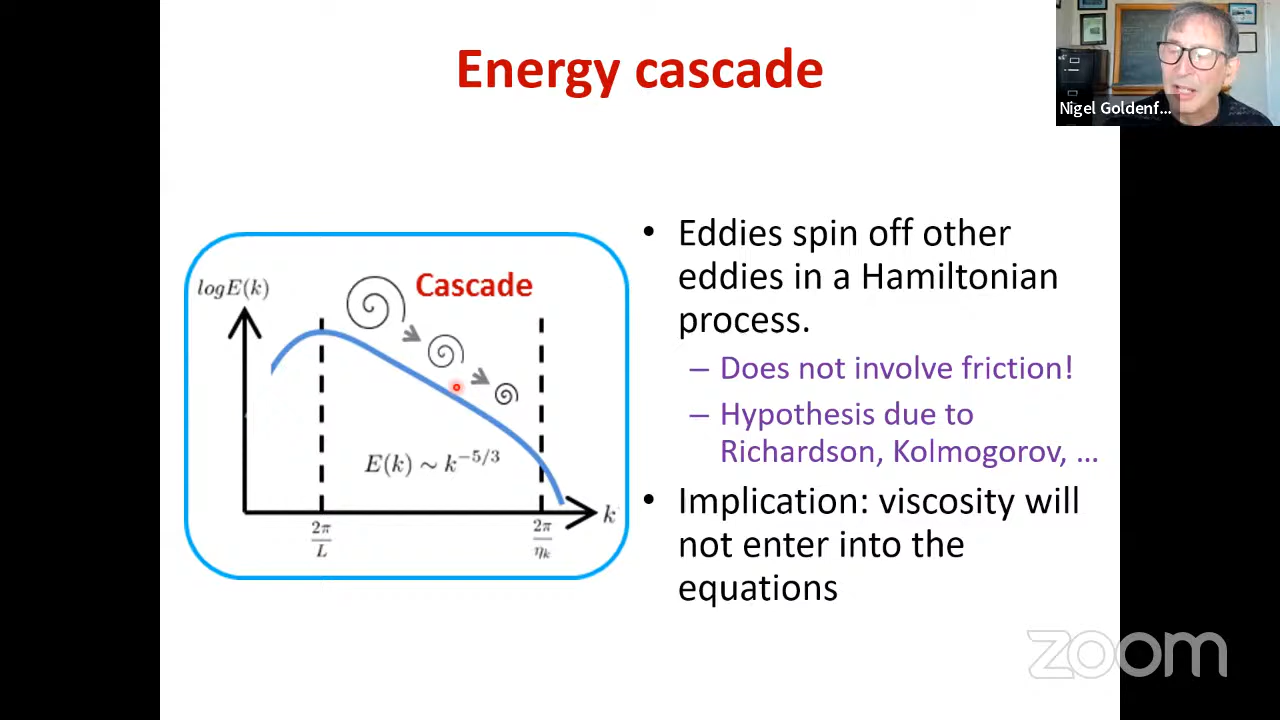 Energy cascade
Nigel Goldenf...
logE(k)
Cascade
E(k) ∼ k^{-5/3}
k
2π/L
2π/η_k
• Eddies spin off other
eddies in a Hamiltonian
process.
– Does not involve friction!
– Hypothesis due to
Richardson, Kolmogorov, ...
• Implication: viscosity will
not enter into the
equations
zoom